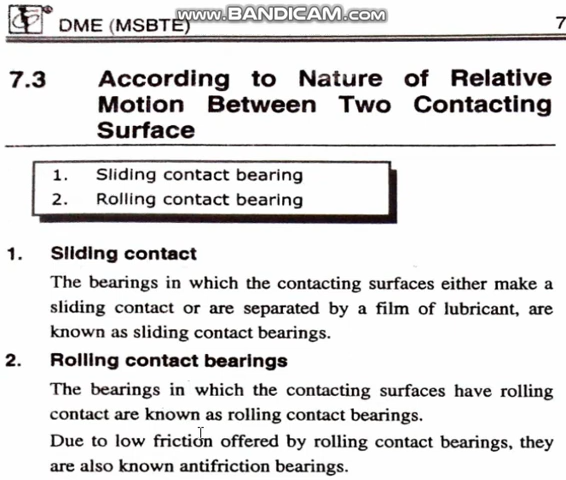 www.BANDICAM.com
DME (MSBTE)
7
7.3 According to Nature of Relative
Motion Between Two Contacting
Surface
1. Sliding contact bearing
2. Rolling contact bearing
1. Sliding contact
The bearings in which the contacting surfaces either make a
sliding contact or are separated by a film of lubricant, are
known as sliding contact bearings.
2. Rolling contact bearings
The bearings in which the contacting surfaces have rolling
contact are known as rolling contact bearings.
Due to low friction offered by rolling contact bearings, they
are also known antifriction bearings.